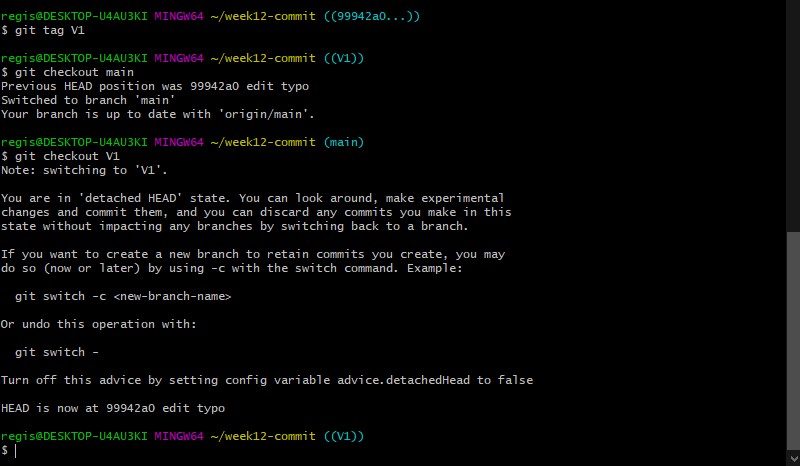 regis@DESKTOP-U4AU3KI MINGW64 ~/week12-commit ((99942a0...))
$ git tag V1
regis@DESKTOP-U4AU3KI MINGW64 ~/week12-commit ((V1))
$ git checkout main
Previous HEAD position was 99942a0 edit typo
Switched to branch 'main'
Your branch is up to date with 'origin/main'.
regis@DESKTOP-U4AU3KI MINGW64 ~/week12-commit (main)
$ git checkout V1
Note: switching to 'V1'.
You are in 'detached HEAD' state. You can look around, make experimental
changes and commit them, and you can discard any commits you make in this
state without impacting any branches by switching back to a branch.
If you want to create a new branch to retain commits you create, you may
do so (now or later) by using -c with the switch command. Example:
git switch -c <new-branch-name>
Or undo this operation with:
git switch -
Turn off this advice by setting config variable advice.detachedHead to false
HEAD is now at 99942a0 edit typo
regis@DESKTOP-U4AU3KI MINGW64 ~/week12-commit ((V1))
$